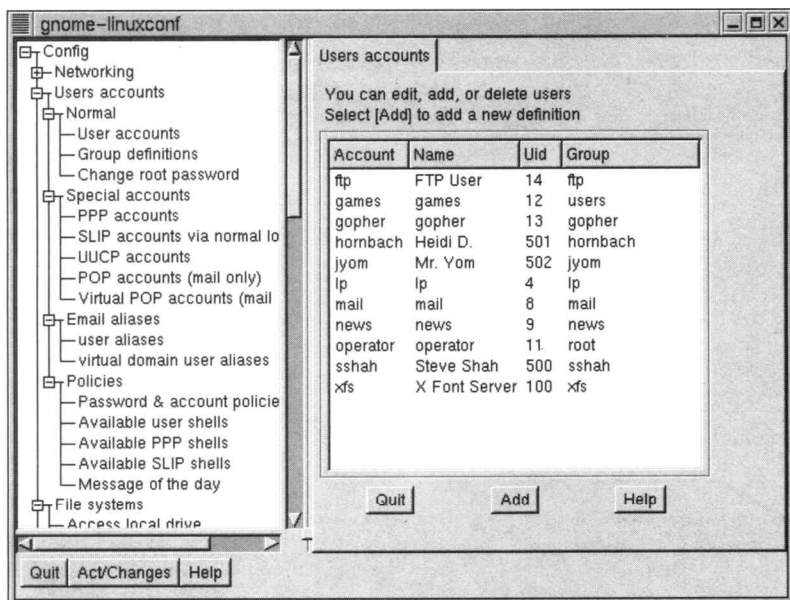 gnome-linuxconf
Config
Networking
Users accounts
Normal
User accounts
Group definitions
Change root password
Special accounts
PPP accounts
SLIP accounts via normal lo
UUCP accounts
POP accounts (mail only)
Virtual POP accounts (mail
Email aliases
user aliases
virtual domain user aliases
Policies
Password & account policie
Available user shells
Available PPP shells
Available SLIP shells
Message of the day
File systems
Access local drive
Quit Act/Changes Help
Users accounts
You can edit, add, or delete users
Select [Add] to add a new definition
Account Name Uid Group
ftp FTP User 14 ftp
games games 12 users
gopher gopher 13 gopher
hornbach Heidi D. 501 hornbach
jyom Mr. Yom 502 jyom
lp lp 4 lp
mail mail 8 mail
news news 9 news
operator operator 11 root
sshah Steve Shah 500 sshah
xfs X Font Server 100 xfs
Quit Add Help